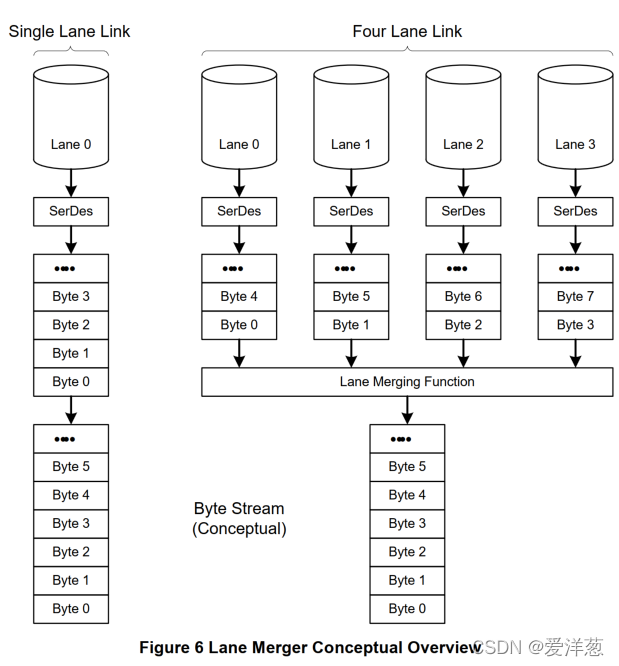 Single Lane Link
Four Lane Link
Lane 0
Lane 0
Lane 1
Lane 2
Lane 3
SerDes
SerDes
SerDes
SerDes
SerDes
••••
Byte 3
Byte 2
Byte 1
Byte 0
••••
Byte 4
Byte 0
••••
Byte 5
Byte 1
••••
Byte 6
Byte 2
••••
Byte 7
Byte 3
Lane Merging Function
••••
Byte 5
Byte 4
Byte 3
Byte 2
Byte 1
Byte 0
Byte Stream
(Conceptual)
••••
Byte 5
Byte 4
Byte 3
Byte 2
Byte 1
Byte 0
Figure 6 Lane Merger Conceptual Overview
CSDN @爱洋葱